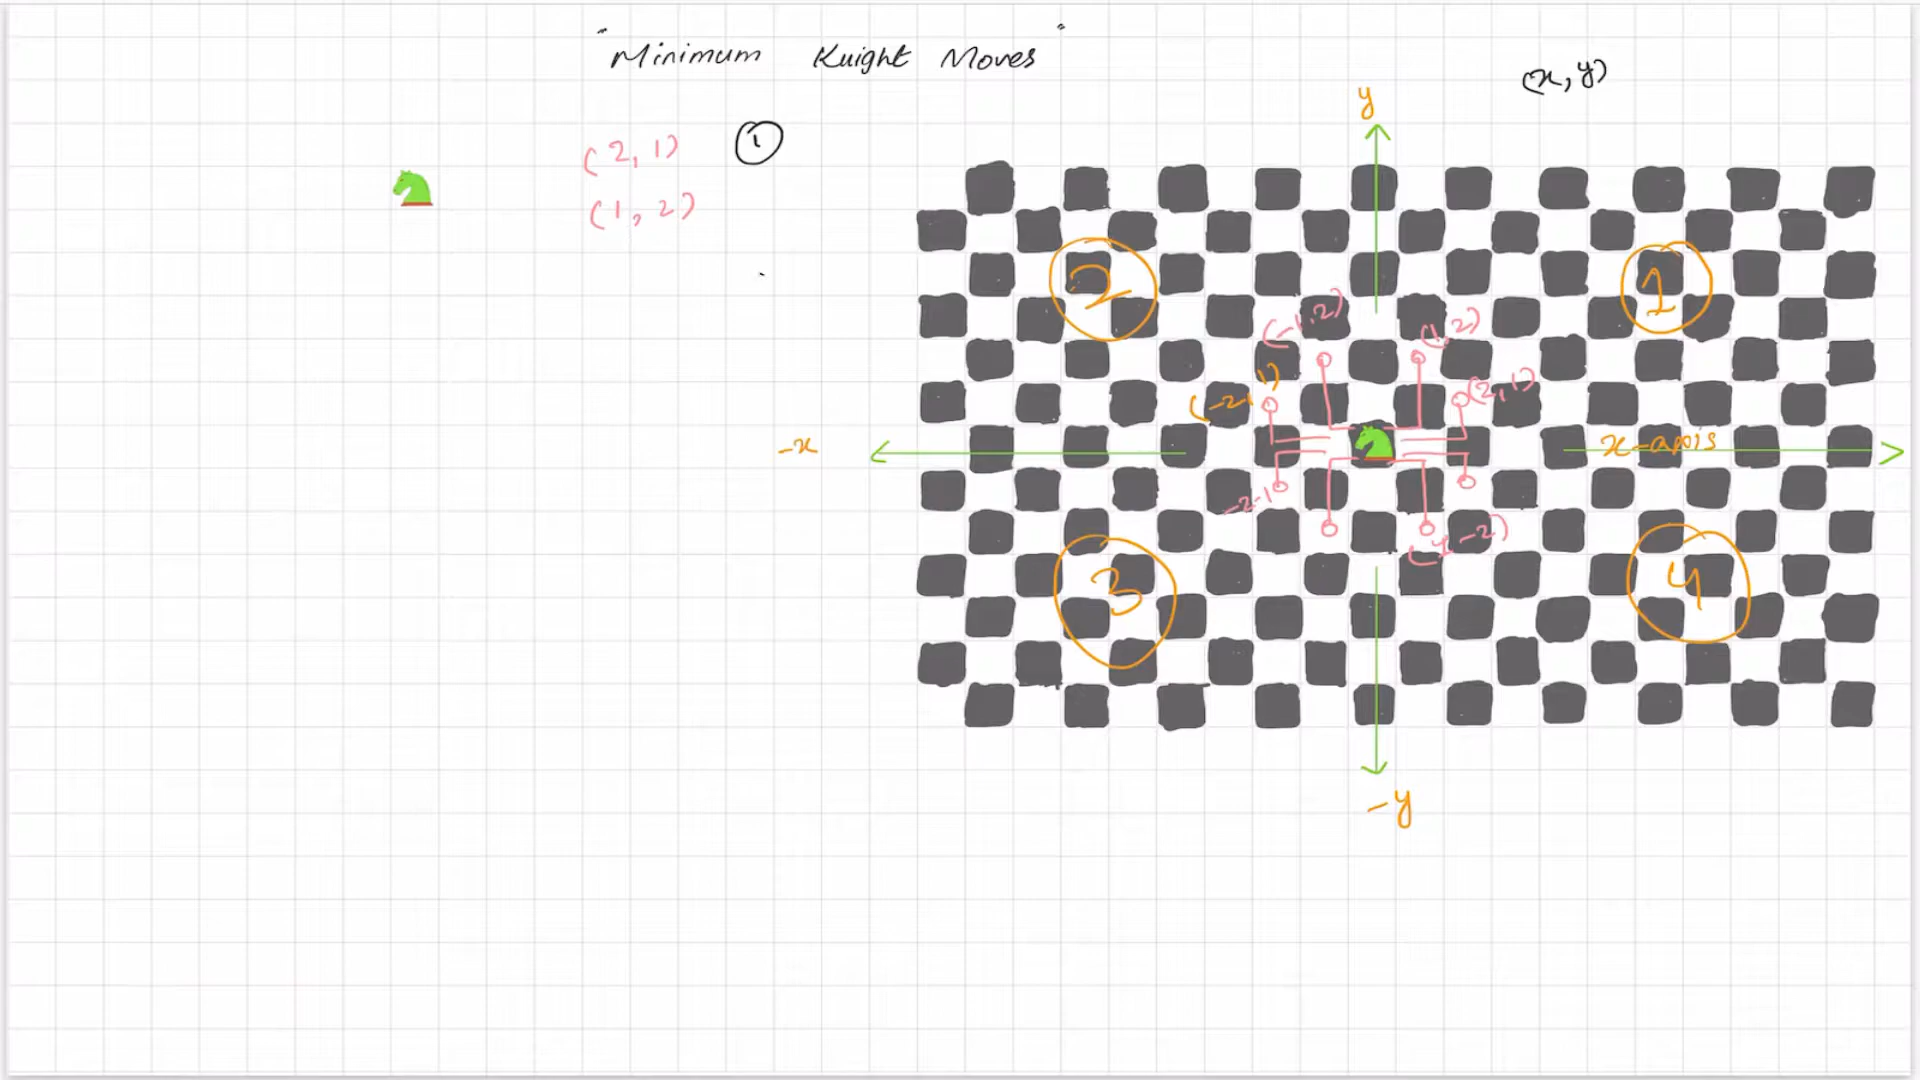 "Minimum Knight Moves"
(x, y)
y
(2, 1)
1
(1, 2)
2
1
(-1, 2)
(1, 2)
(-2, 1)
(2, 1)
-x
x-axis
-2-1
(1, -2)
3
4
-y